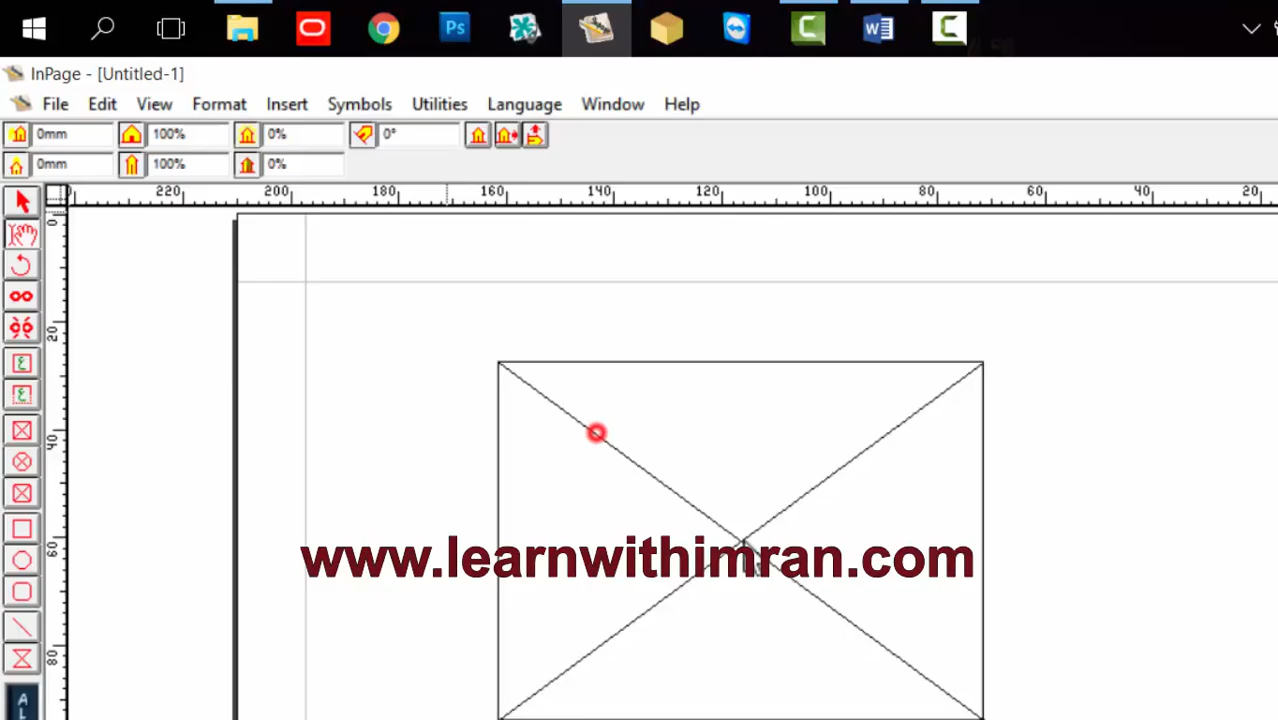 Ps
InPage - [Untitled-1]
File Edit View Format Insert Symbols Utilities Language Window Help
0mm 100% 0% 0°
0mm 100% 0%
220 200 180 160 140 120 100 80 60 40 20
0
20
40
60
80
ع
ع
www.learnwithimran.com
A
L